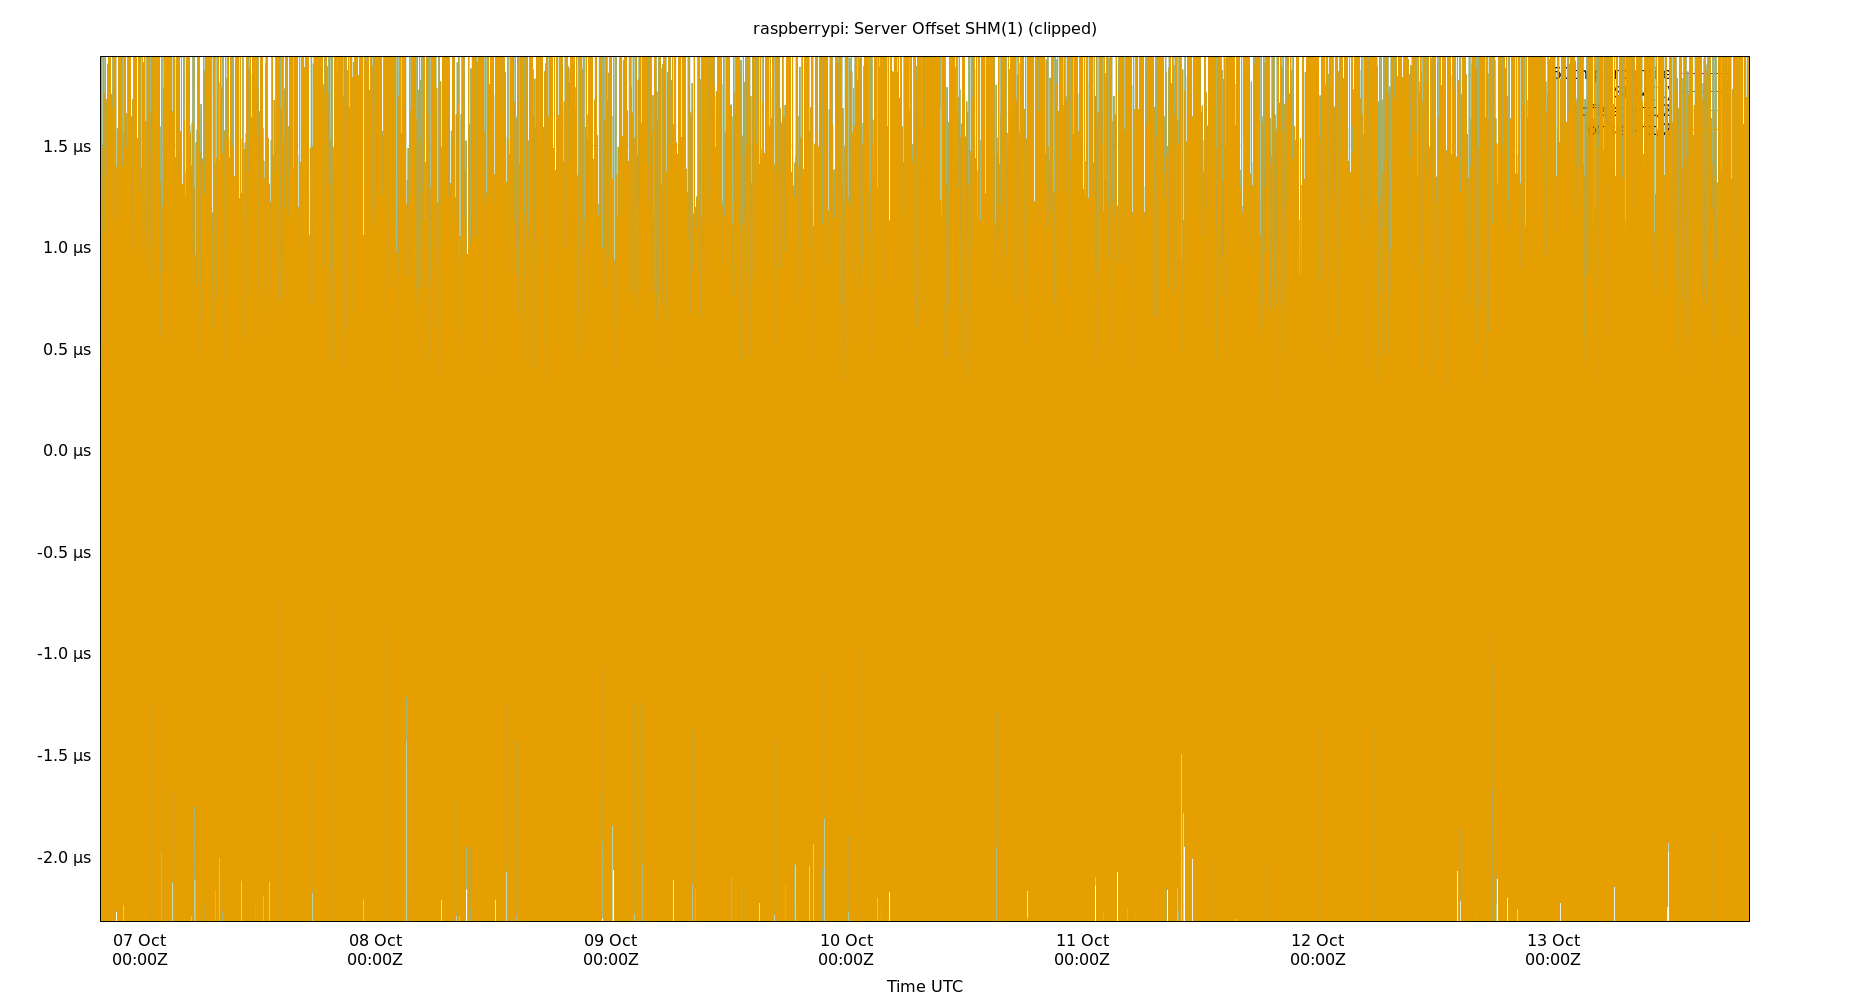 raspberrypi: Server Offset SHM(1) (clipped)
1.5 µs
1.0 µs
0.5 µs
0.0 µs
-0.5 µs
-1.0 µs
-1.5 µs
-2.0 µs
07 Oct 08 Oct 09 Oct 10 Oct 11 Oct 12 Oct 13 Oct
00:00Z 00:00Z 00:00Z 00:00Z 00:00Z 00:00Z 00:00Z
Time UTC